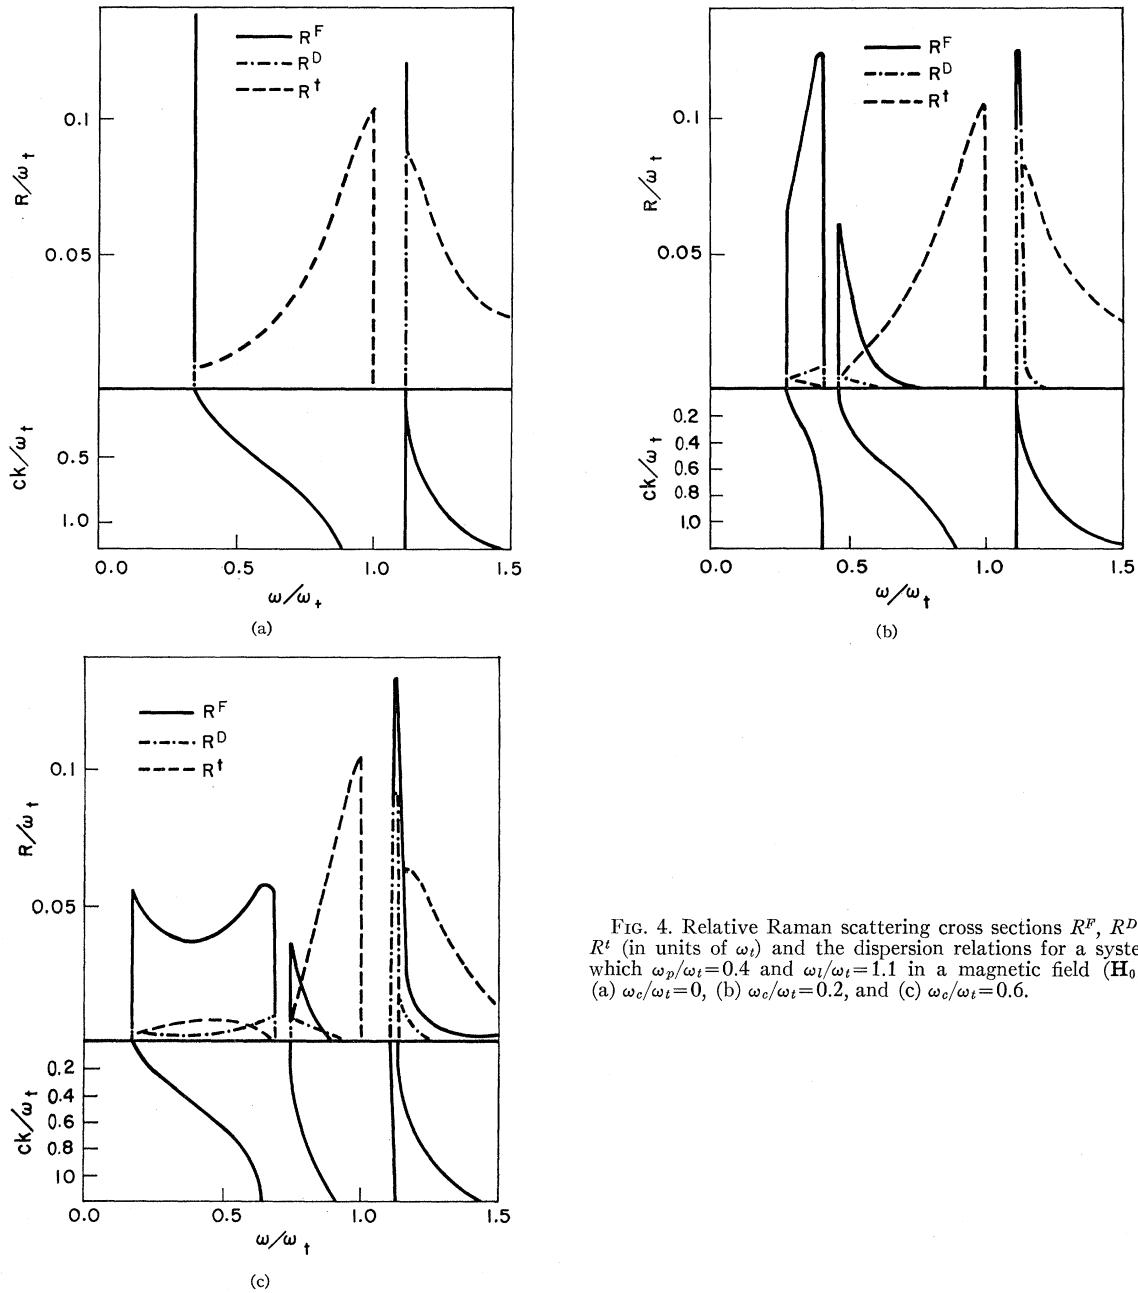 R^F
R^D
R^t
0.1
0.05
R/ω_t
0.5
1.0
ck/ω_t
0.0 0.5 1.0 1.5
ω/ω_t
(a)
R^F
R^D
R^t
0.1
0.05
R/ω_t
0.2
0.4
0.6
0.8
1.0
ck/ω_t
0.0 0.5 1.0 1.5
ω/ω_t
(b)
R^F
R^D
R^t
0.1
0.05
R/ω_t
0.2
0.4
0.6
0.8
10
ck/ω_t
0.0 0.5 1.0 1.5
ω/ω_t
(c)
FIG. 4. Relative Raman scattering cross sections R^F, R^D
R^t (in units of ω_t) and the dispersion relations for a syste
which ω_p/ω_t=0.4 and ω_l/ω_t=1.1 in a magnetic field (H_0
(a) ω_c/ω_t=0, (b) ω_c/ω_t=0.2, and (c) ω_c/ω_t=0.6.